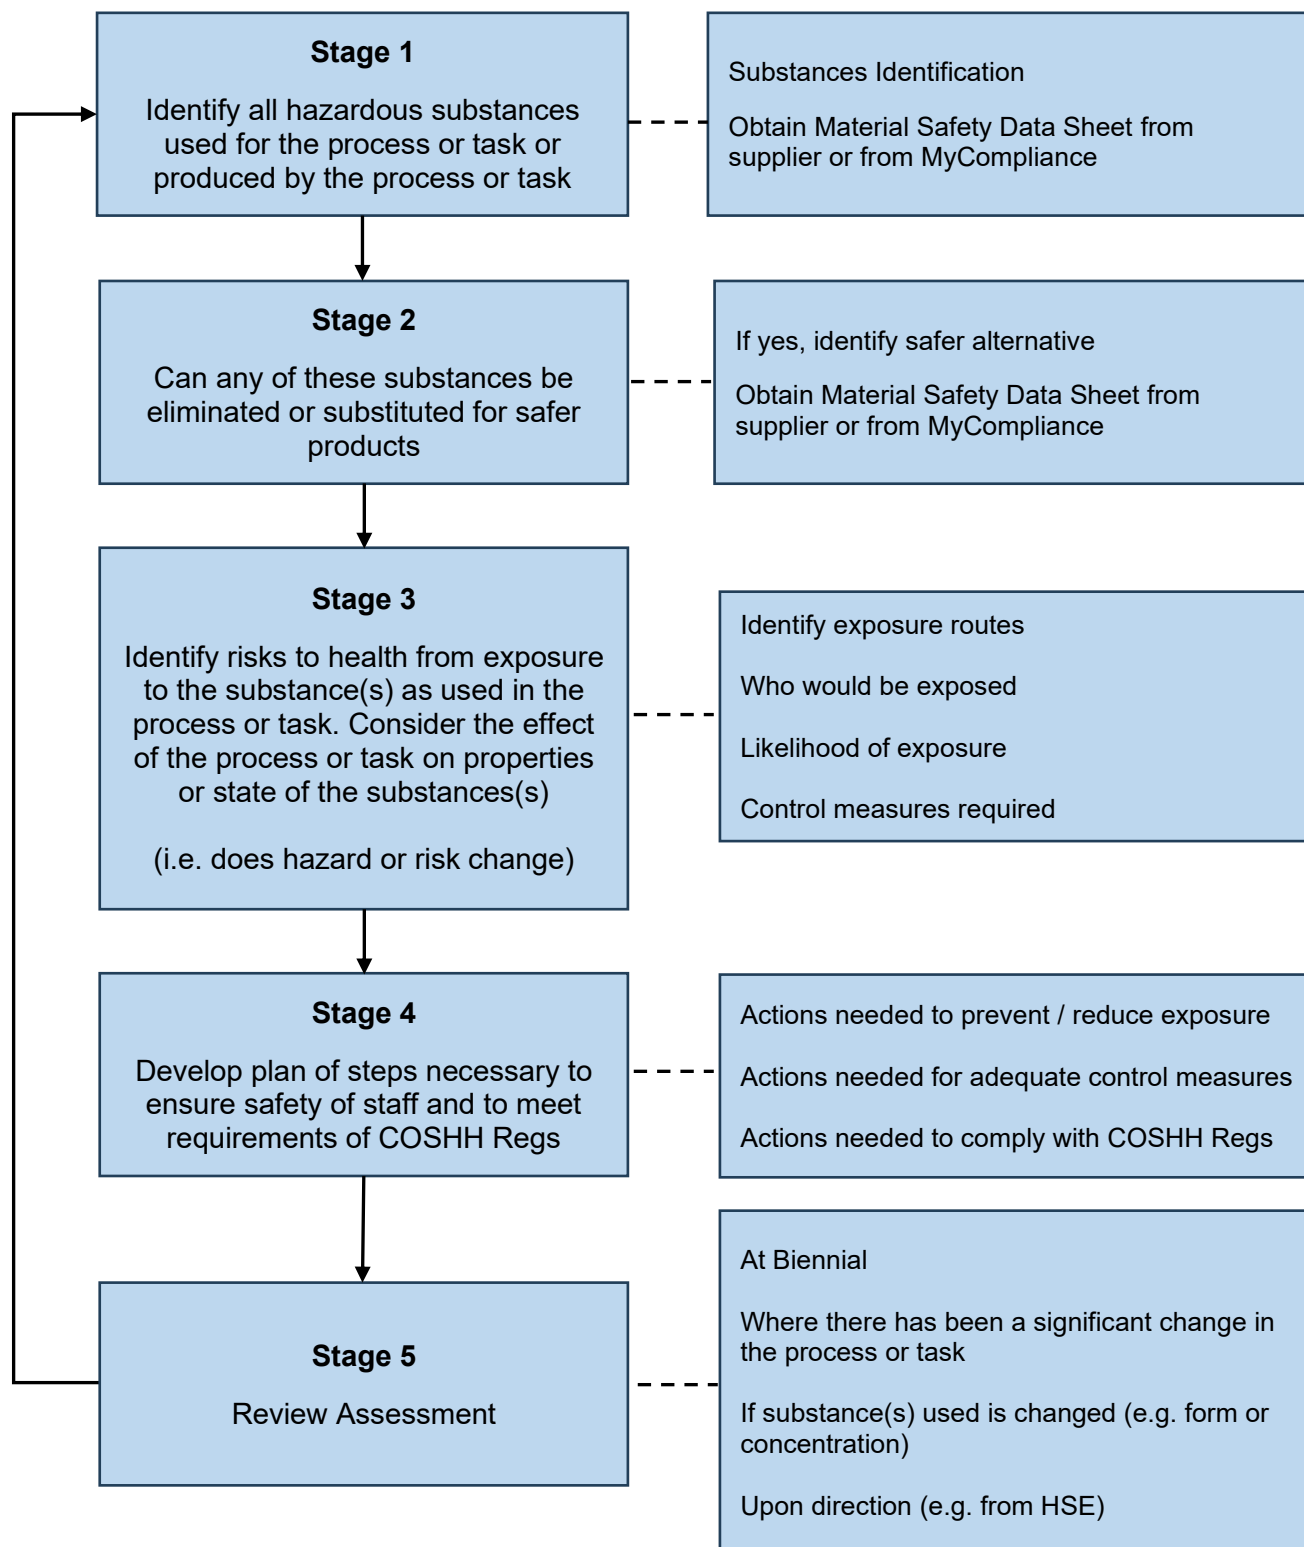 Stage 1
Identify all hazardous substances
used for the process or task or
produced by the process or task
Substances Identification
Obtain Material Safety Data Sheet from
supplier or from MyCompliance
Stage 2
Can any of these substances be
eliminated or substituted for safer
products
If yes, identify safer alternative
Obtain Material Safety Data Sheet from
supplier or from MyCompliance
Stage 3
Identify risks to health from exposure
to the substance(s) as used in the
process or task. Consider the effect
of the process or task on properties
or state of the substances(s)
(i.e. does hazard or risk change)
Identify exposure routes
Who would be exposed
Likelihood of exposure
Control measures required
Stage 4
Develop plan of steps necessary to
ensure safety of staff and to meet
requirements of COSHH Regs
Actions needed to prevent / reduce exposure
Actions needed for adequate control measures
Actions needed to comply with COSHH Regs
Stage 5
Review Assessment
At Biennial
Where there has been a significant change in
the process or task
If substance(s) used is changed (e.g. form or
concentration)
Upon direction (e.g. from HSE)